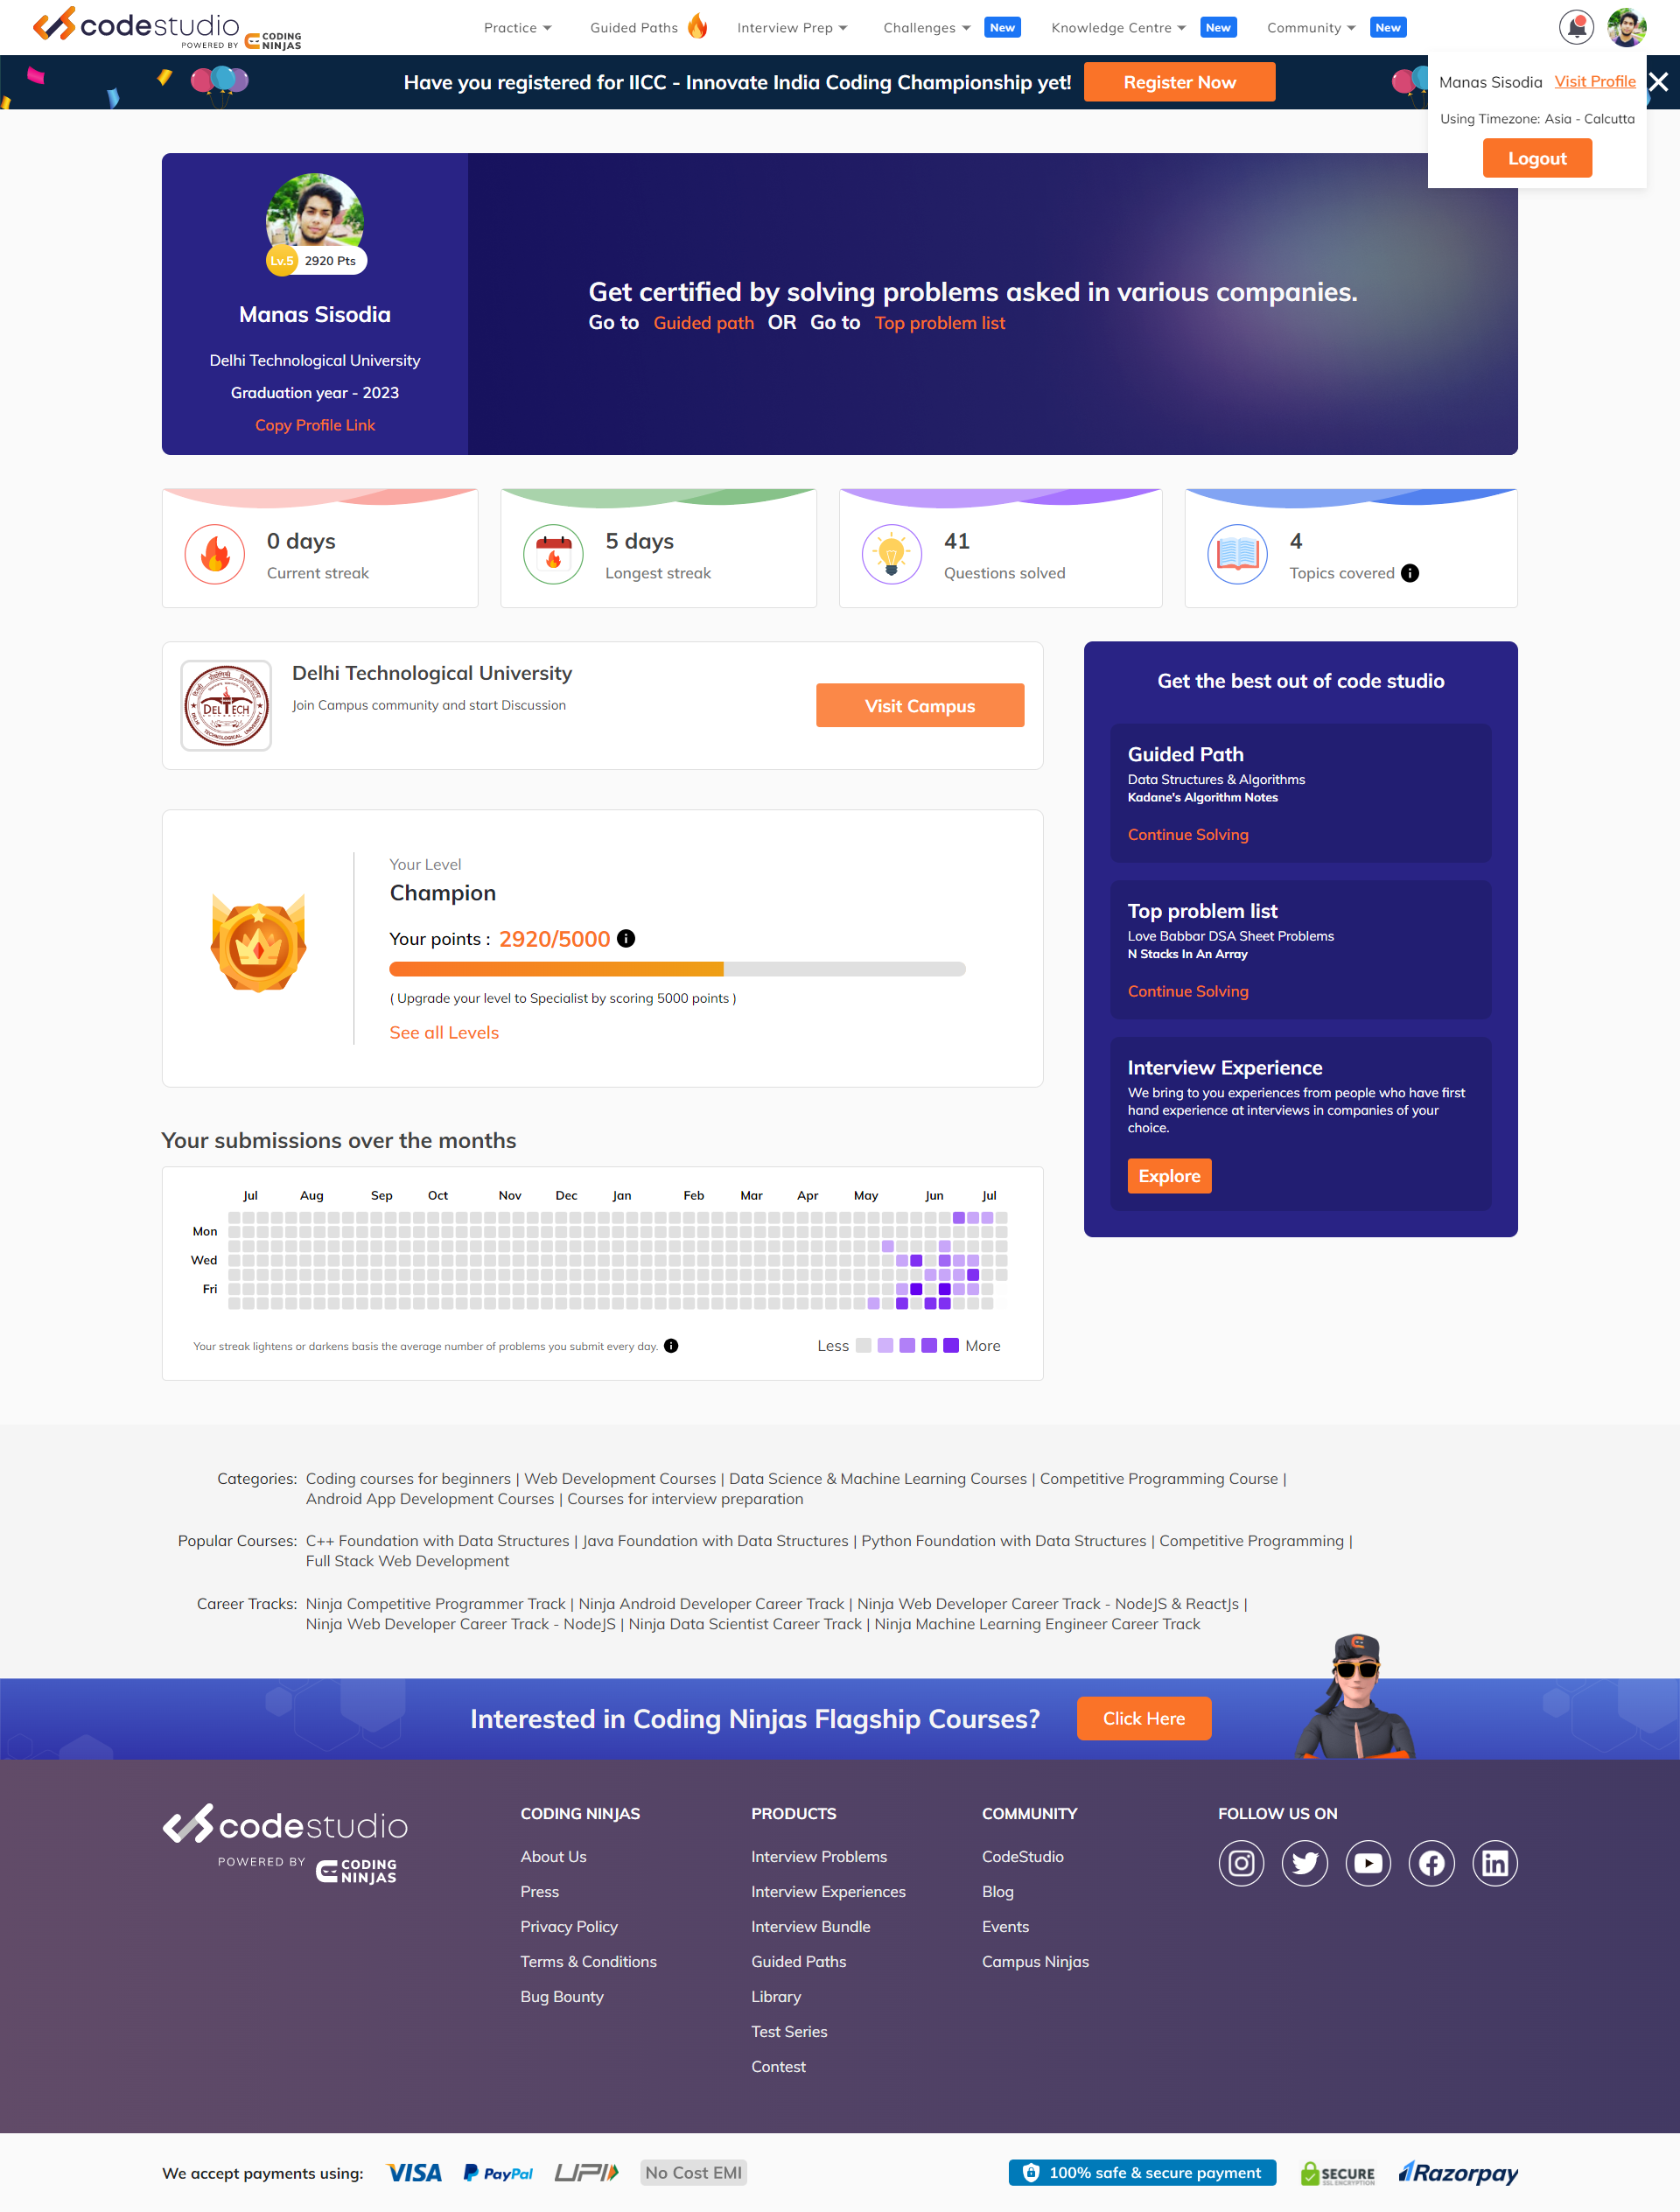 codestudio
POWERED BY CODING NINJAS
Practice
Guided Paths
Interview Prep
Challenges New
Knowledge Centre New
Community New
Have you registered for IICC - Innovate India Coding Championship yet! Register Now
Manas Sisodia Visit Profile
Using Timezone: Asia - Calcutta
Logout
Lv.5 2920 Pts
Manas Sisodia
Delhi Technological University
Graduation year - 2023
Copy Profile Link
Get certified by solving problems asked in various companies.
Go to Guided path OR Go to Top problem list
0 days
Current streak
5 days
Longest streak
41
Questions solved
4
Topics covered
DELTECH
Delhi Technological University
Join Campus community and start Discussion
Visit Campus
Your Level
Champion
Your points : 2920/5000
( Upgrade your level to Specialist by scoring 5000 points )
See all Levels
Get the best out of code studio
Guided Path
Data Structures & Algorithms
Kadane's Algorithm Notes
Continue Solving
Top problem list
Love Babbar DSA Sheet Problems
N Stacks In An Array
Continue Solving
Interview Experience
We bring to you experiences from people who have first
hand experience at interviews in companies of your
choice.
Explore
Your submissions over the months
Jul Aug Sep Oct Nov Dec Jan Feb Mar Apr May Jun Jul
Mon
Wed
Fri
Your streak lightens or darkens basis the average number of problems you submit every day.
Less More
Categories: Coding courses for beginners | Web Development Courses | Data Science & Machine Learning Courses | Competitive Programming Course |
Android App Development Courses | Courses for interview preparation
Popular Courses: C++ Foundation with Data Structures | Java Foundation with Data Structures | Python Foundation with Data Structures | Competitive Programming |
Full Stack Web Development
Career Tracks: Ninja Competitive Programmer Track | Ninja Android Developer Career Track | Ninja Web Developer Career Track - NodeJS & ReactJs |
Ninja Web Developer Career Track - NodeJS | Ninja Data Scientist Career Track | Ninja Machine Learning Engineer Career Track
Interested in Coding Ninjas Flagship Courses? Click Here
codestudio
POWERED BY CODING NINJAS
CODING NINJAS
About Us
Press
Privacy Policy
Terms & Conditions
Bug Bounty
PRODUCTS
Interview Problems
Interview Experiences
Interview Bundle
Guided Paths
Library
Test Series
Contest
COMMUNITY
CodeStudio
Blog
Events
Campus Ninjas
FOLLOW US ON
We accept payments using: VISA PayPal UPI No Cost EMI
100% safe & secure payment
SECURE
SSL ENCRYPTION
Razorpay